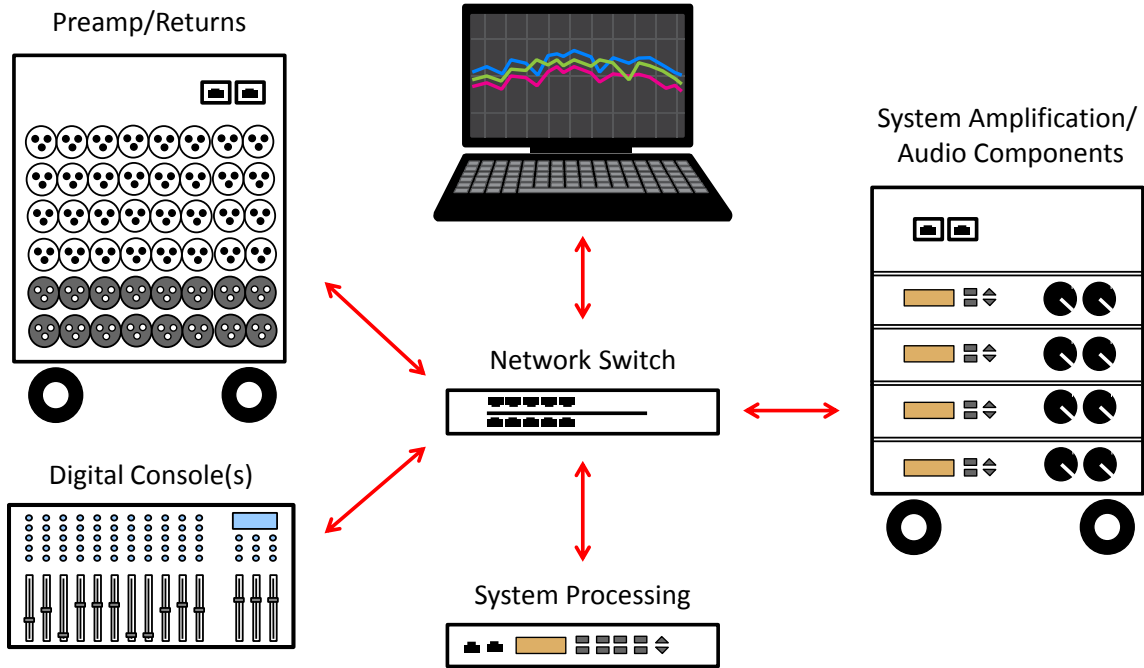 Preamp/Returns
System Amplification/
Audio Components
Network Switch
Digital Console(s)
System Processing